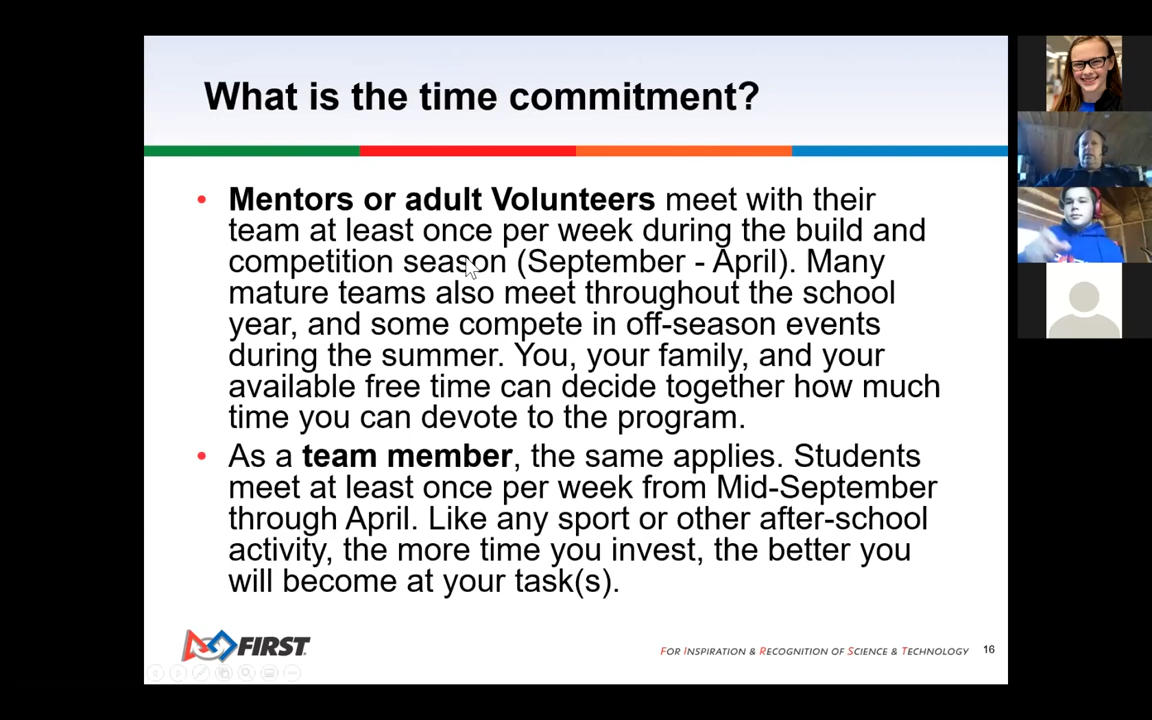 What is the time commitment?
• Mentors or adult Volunteers meet with their
team at least once per week during the build and
competition season (September - April). Many
mature teams also meet throughout the school
year, and some compete in off-season events
during the summer. You, your family, and your
available free time can decide together how much
time you can devote to the program.
• As a team member, the same applies. Students
meet at least once per week from Mid-September
through April. Like any sport or other after-school
activity, the more time you invest, the better you
will become at your task(s).
FIRST
FOR INSPIRATION & RECOGNITION OF SCIENCE & TECHNOLOGY 16